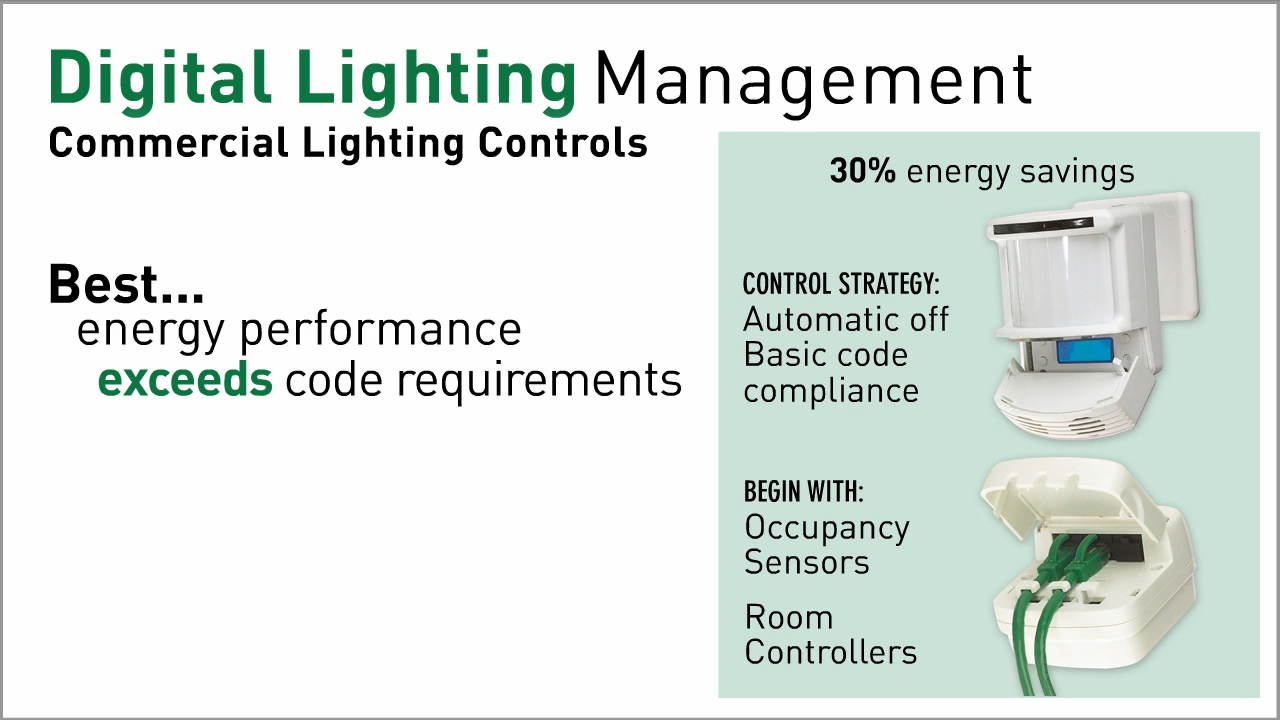 Digital Lighting Management
Commercial Lighting Controls
Best...
energy performance
exceeds code requirements
30% energy savings
CONTROL STRATEGY:
Automatic off
Basic code
compliance
BEGIN WITH:
Occupancy
Sensors
Room
Controllers